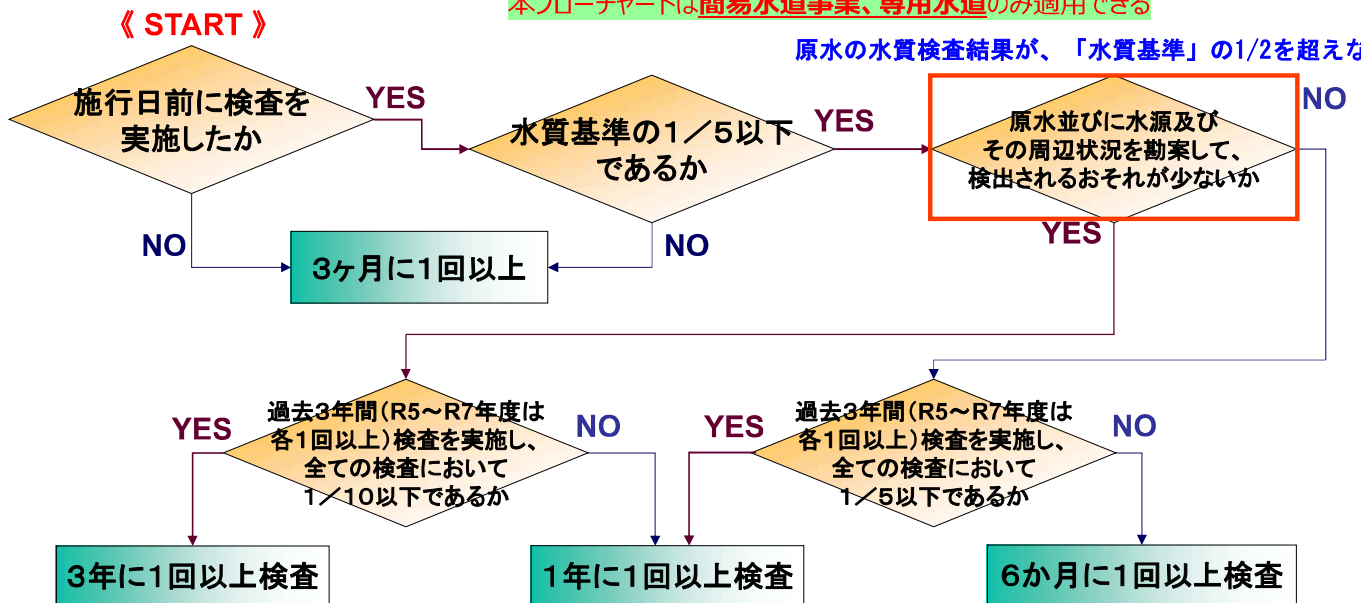 本フローチャートは簡易水道事業、専用水道のみ適用できる
《 START 》
原水の水質検査結果が、「水質基準」の1/2を超えな
施行日前に検査を
実施したか
YES
水質基準の1/5以下
であるか
YES
原水並びに水源及び
その周辺状況を勘案して、
検出されるおそれが少ないか
NO
NO
3ヶ月に1回以上
NO
YES
過去3年間(R5~R7年度は
各1回以上)検査を実施し、
全ての検査において
1/10以下であるか
YES
NO
過去3年間(R5~R7年度は
各1回以上)検査を実施し、
全ての検査において
1/5以下であるか
YES
NO
3年に1回以上検査
1年に1回以上検査
6か月に1回以上検査